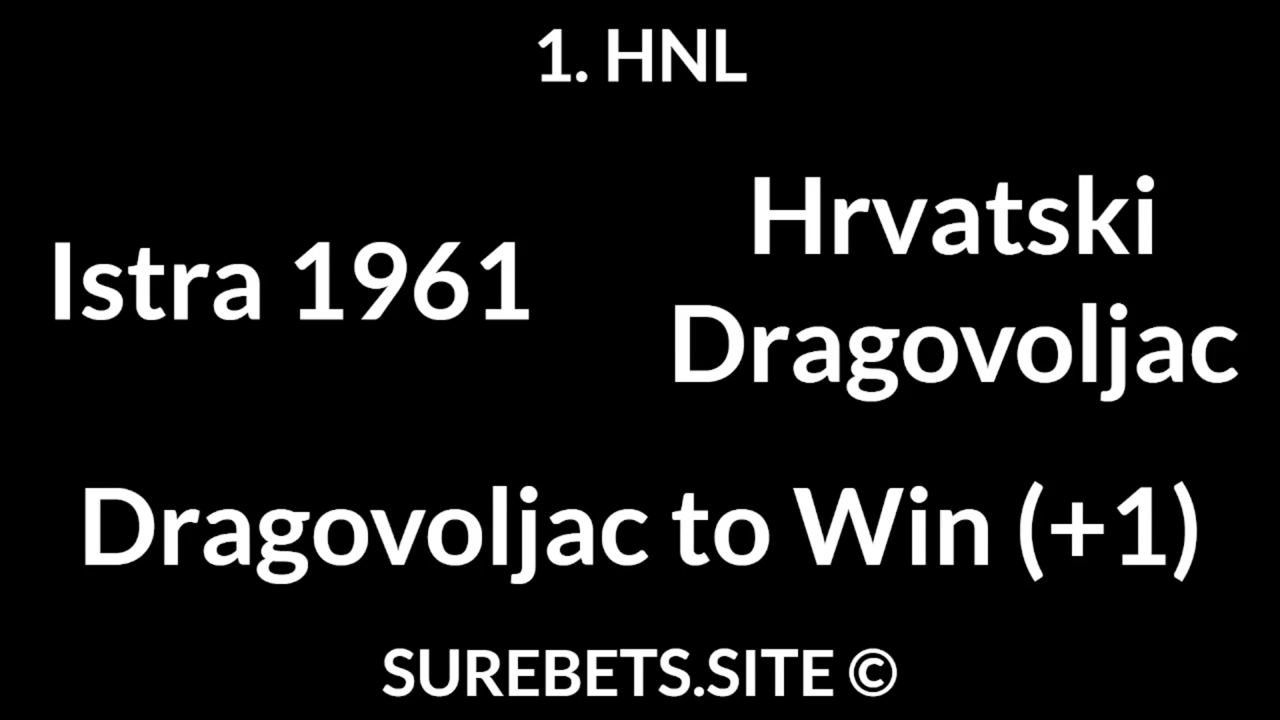 1. HNL
Istra 1961
Hrvatski
Dragovoljac
Dragovoljac to Win (+1)
SUREBETS.SITE ©